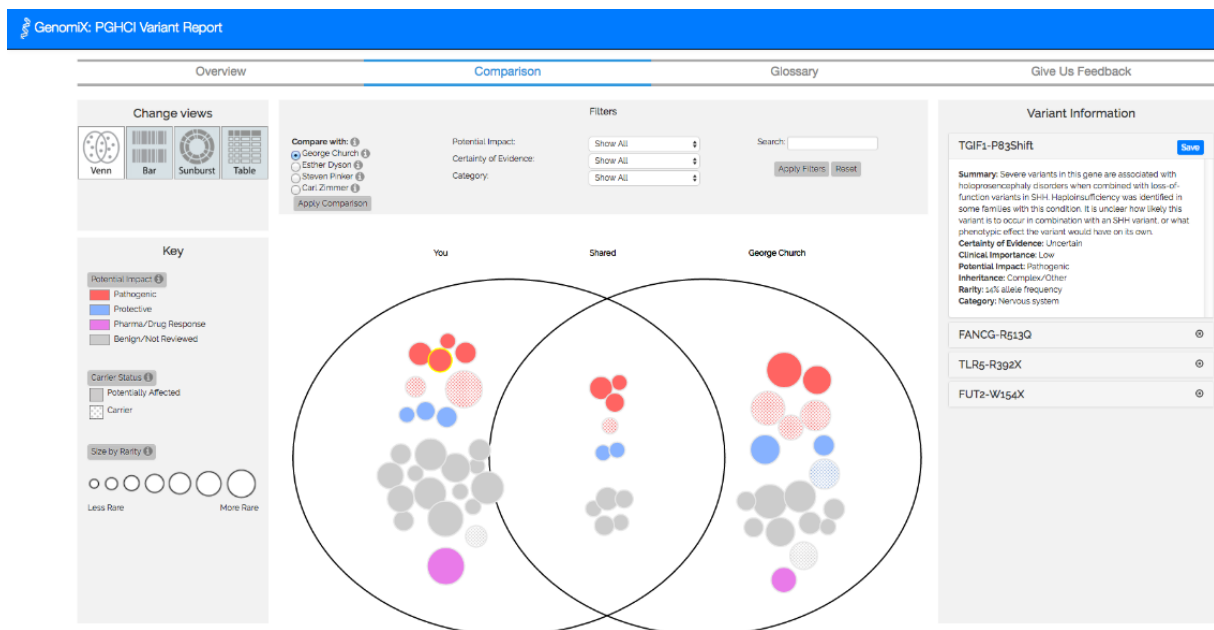 GenomiX: PGHCI Variant Report
Overview
Comparison
Glossary
Give Us Feedback
Change views
Venn
Bar
Sunburst
Table
Filters
Compare with:
George Church
Esther Dyson
Steven Pinker
Carl Zimmer
Apply Comparison
Potential Impact:
Show All
Certainty of Evidence:
Show All
Category:
Show All
Search:
Apply Filters
Reset
Key
Potential Impact
Pathogenic
Protective
Pharma/Drug Response
Benign/Not Reviewed
Carrier Status
Potentially Affected
Carrier
Size by Rarity
Less Rare
More Rare
You
Shared
George Church
Variant Information
TGIF1-P83Shift
Save
Summary: Severe variants in this gene are associated with
holoprosencephaly disorders when combined with loss-of-
function variants in SHH. Haploinsufficiency was identified in
some families with this condition. It is unclear how likely this
variant is to occur in combination with an SHH variant, or what
phenotypic effect the variant would have on its own.
Certainty of Evidence: Uncertain
Clinical Importance: Low
Potential Impact: Pathogenic
Inheritance: Complex/Other
Rarity: 14% allele frequency
Category: Nervous system
FANCG-R513Q
TLR5-R392X
FUT2-W154X